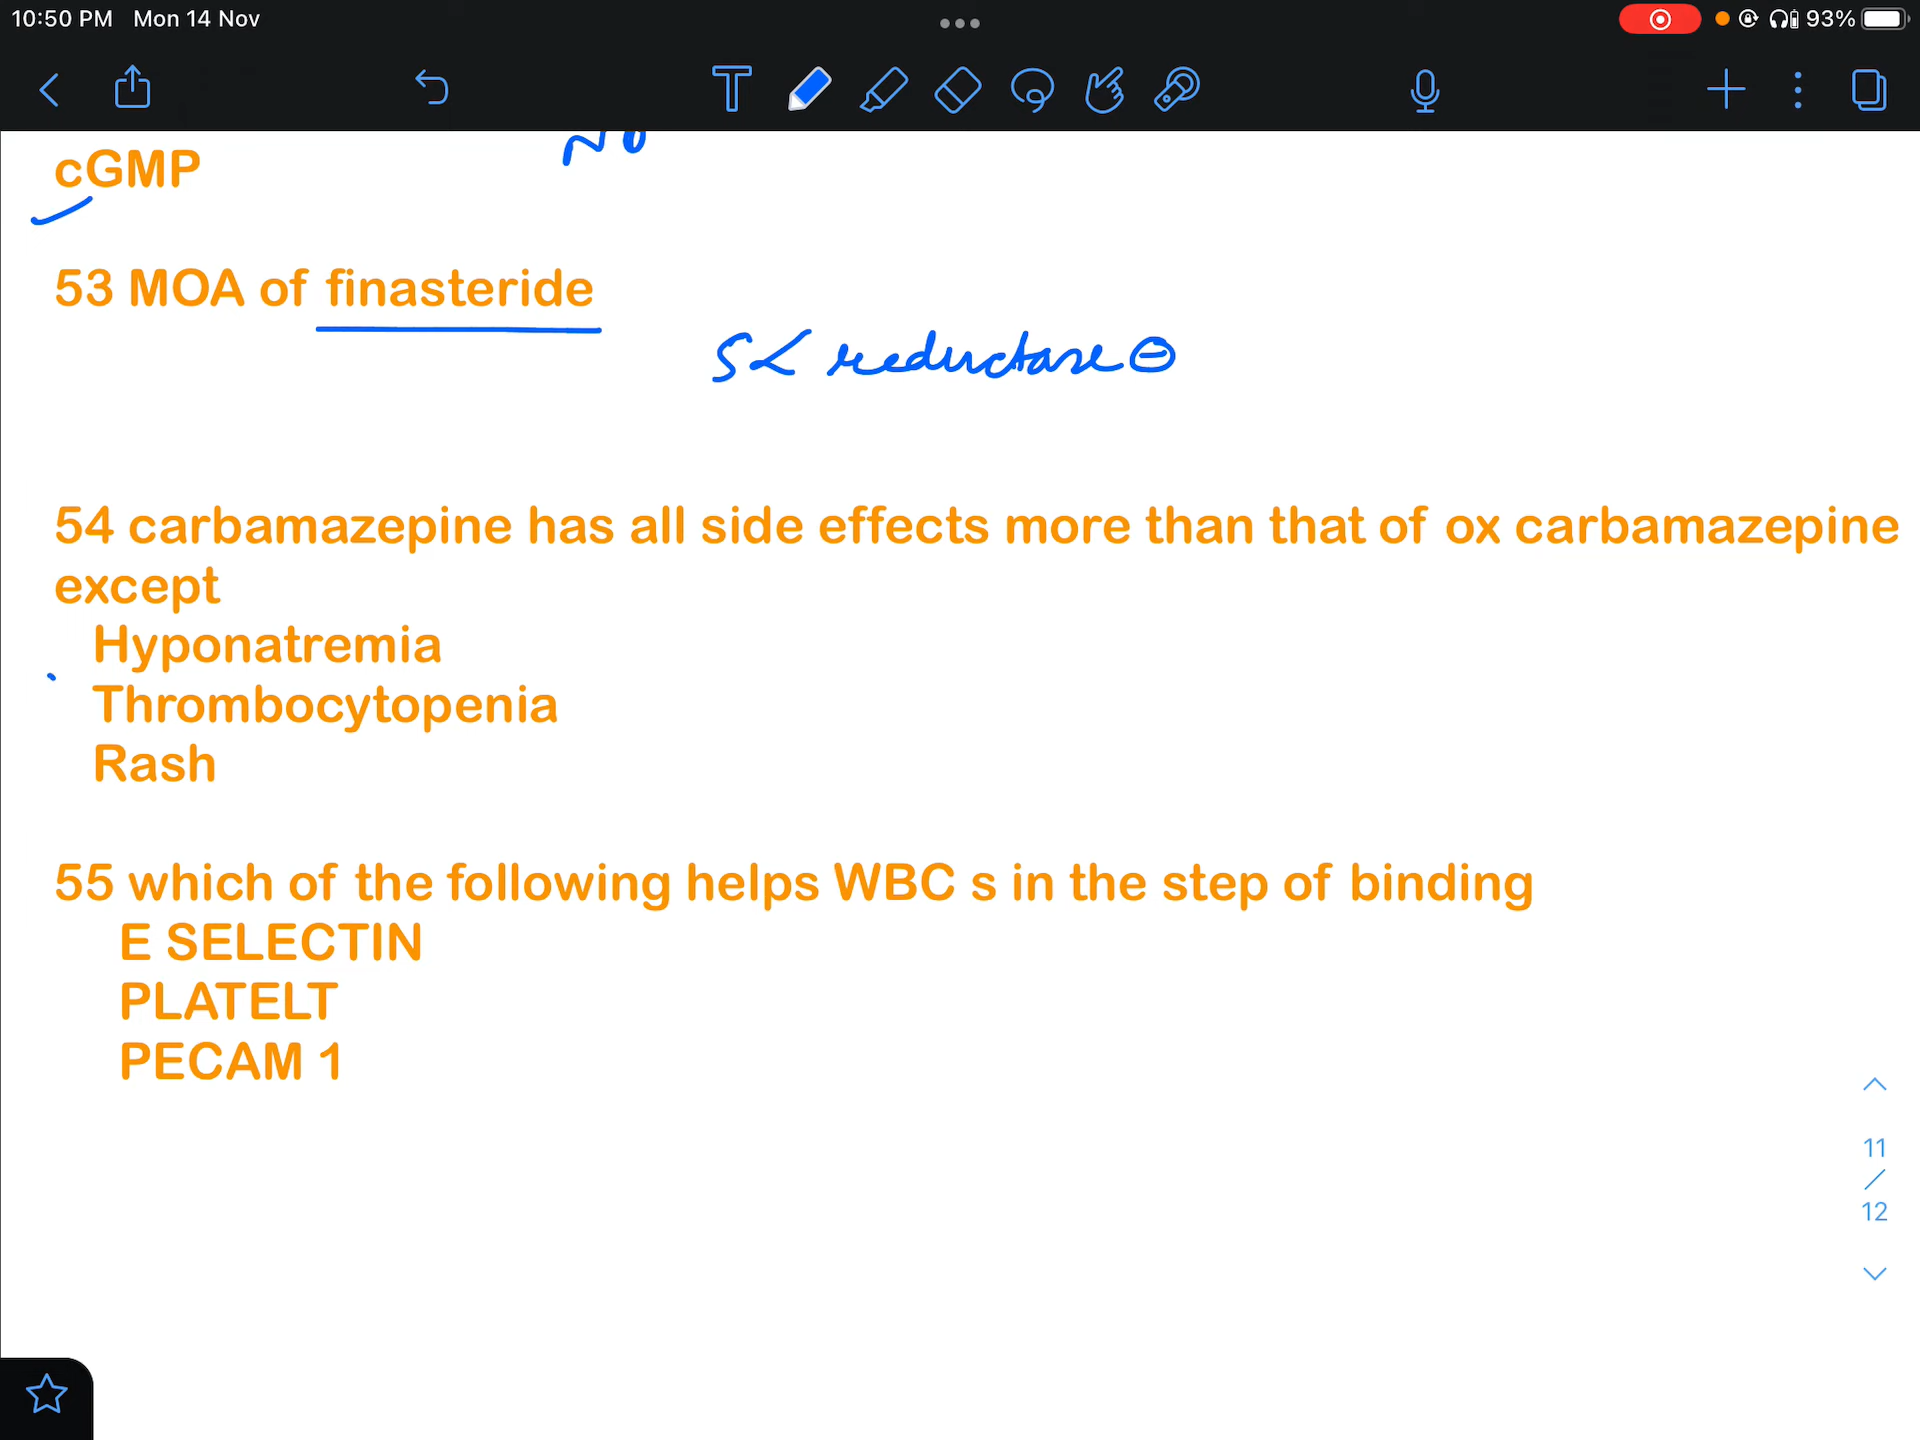 10:50 PM Mon 14 Nov 93%
NO
cGMP
53 MOA of finasteride
5α reductase ⊖
54 carbamazepine has all side effects more than that of ox carbamazepine
except
Hyponatremia
Thrombocytopenia
Rash
55 which of the following helps WBC s in the step of binding
E SELECTIN
PLATELT
PECAM 1
11
/
12